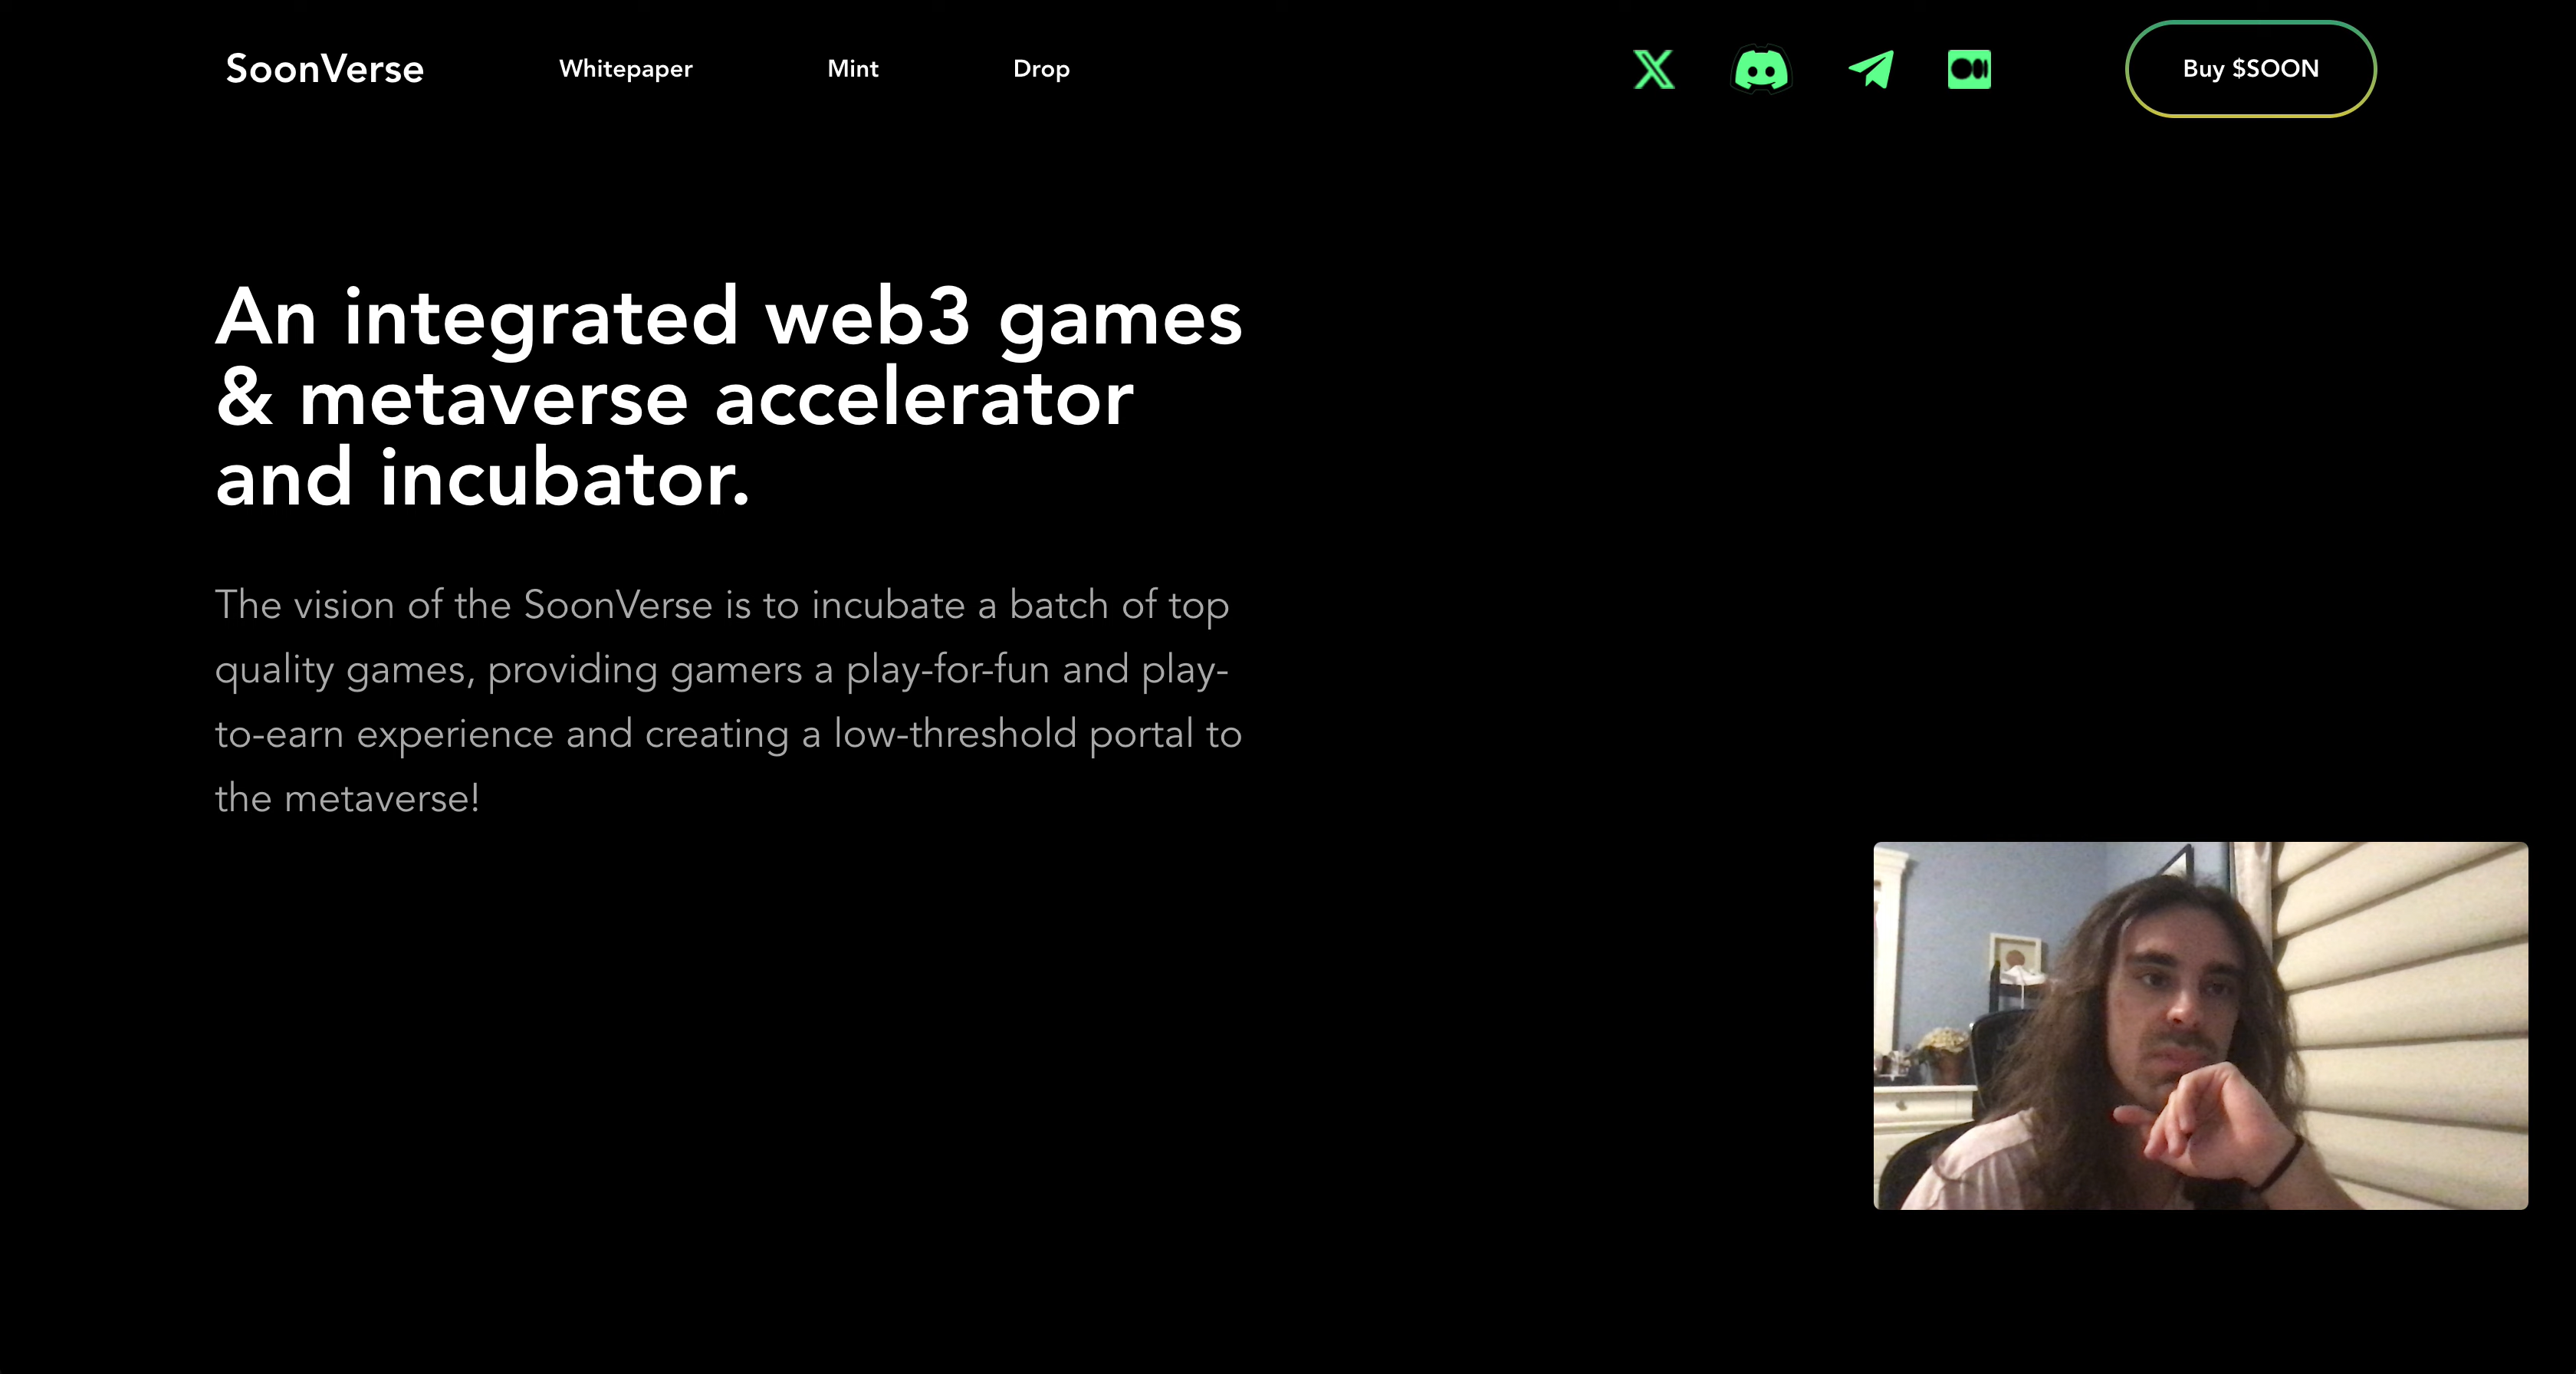 SoonVerse Whitepaper Mint Drop Buy $SOON
An integrated web3 games
& metaverse accelerator
and incubator.
The vision of the SoonVerse is to incubate a batch of top
quality games, providing gamers a play-for-fun and play-
to-earn experience and creating a low-threshold portal to
the metaverse!